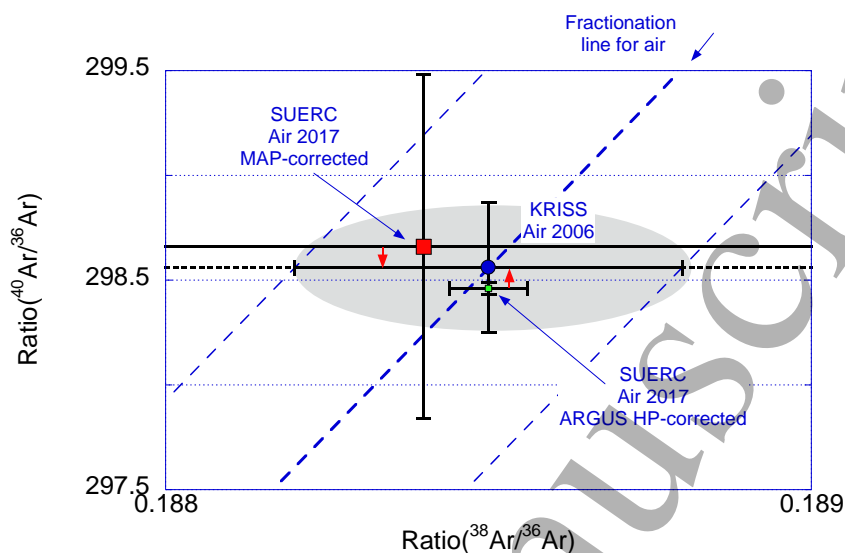 Fractionation
line for air
299.5
SUERC
Air 2017
MAP-corrected
KRISS
Air 2006
Ratio(40Ar/36Ar)
298.5
SUERC
Air 2017
ARGUS HP-corrected
297.5
0.188
0.189
Ratio(38Ar/36Ar)
uscri